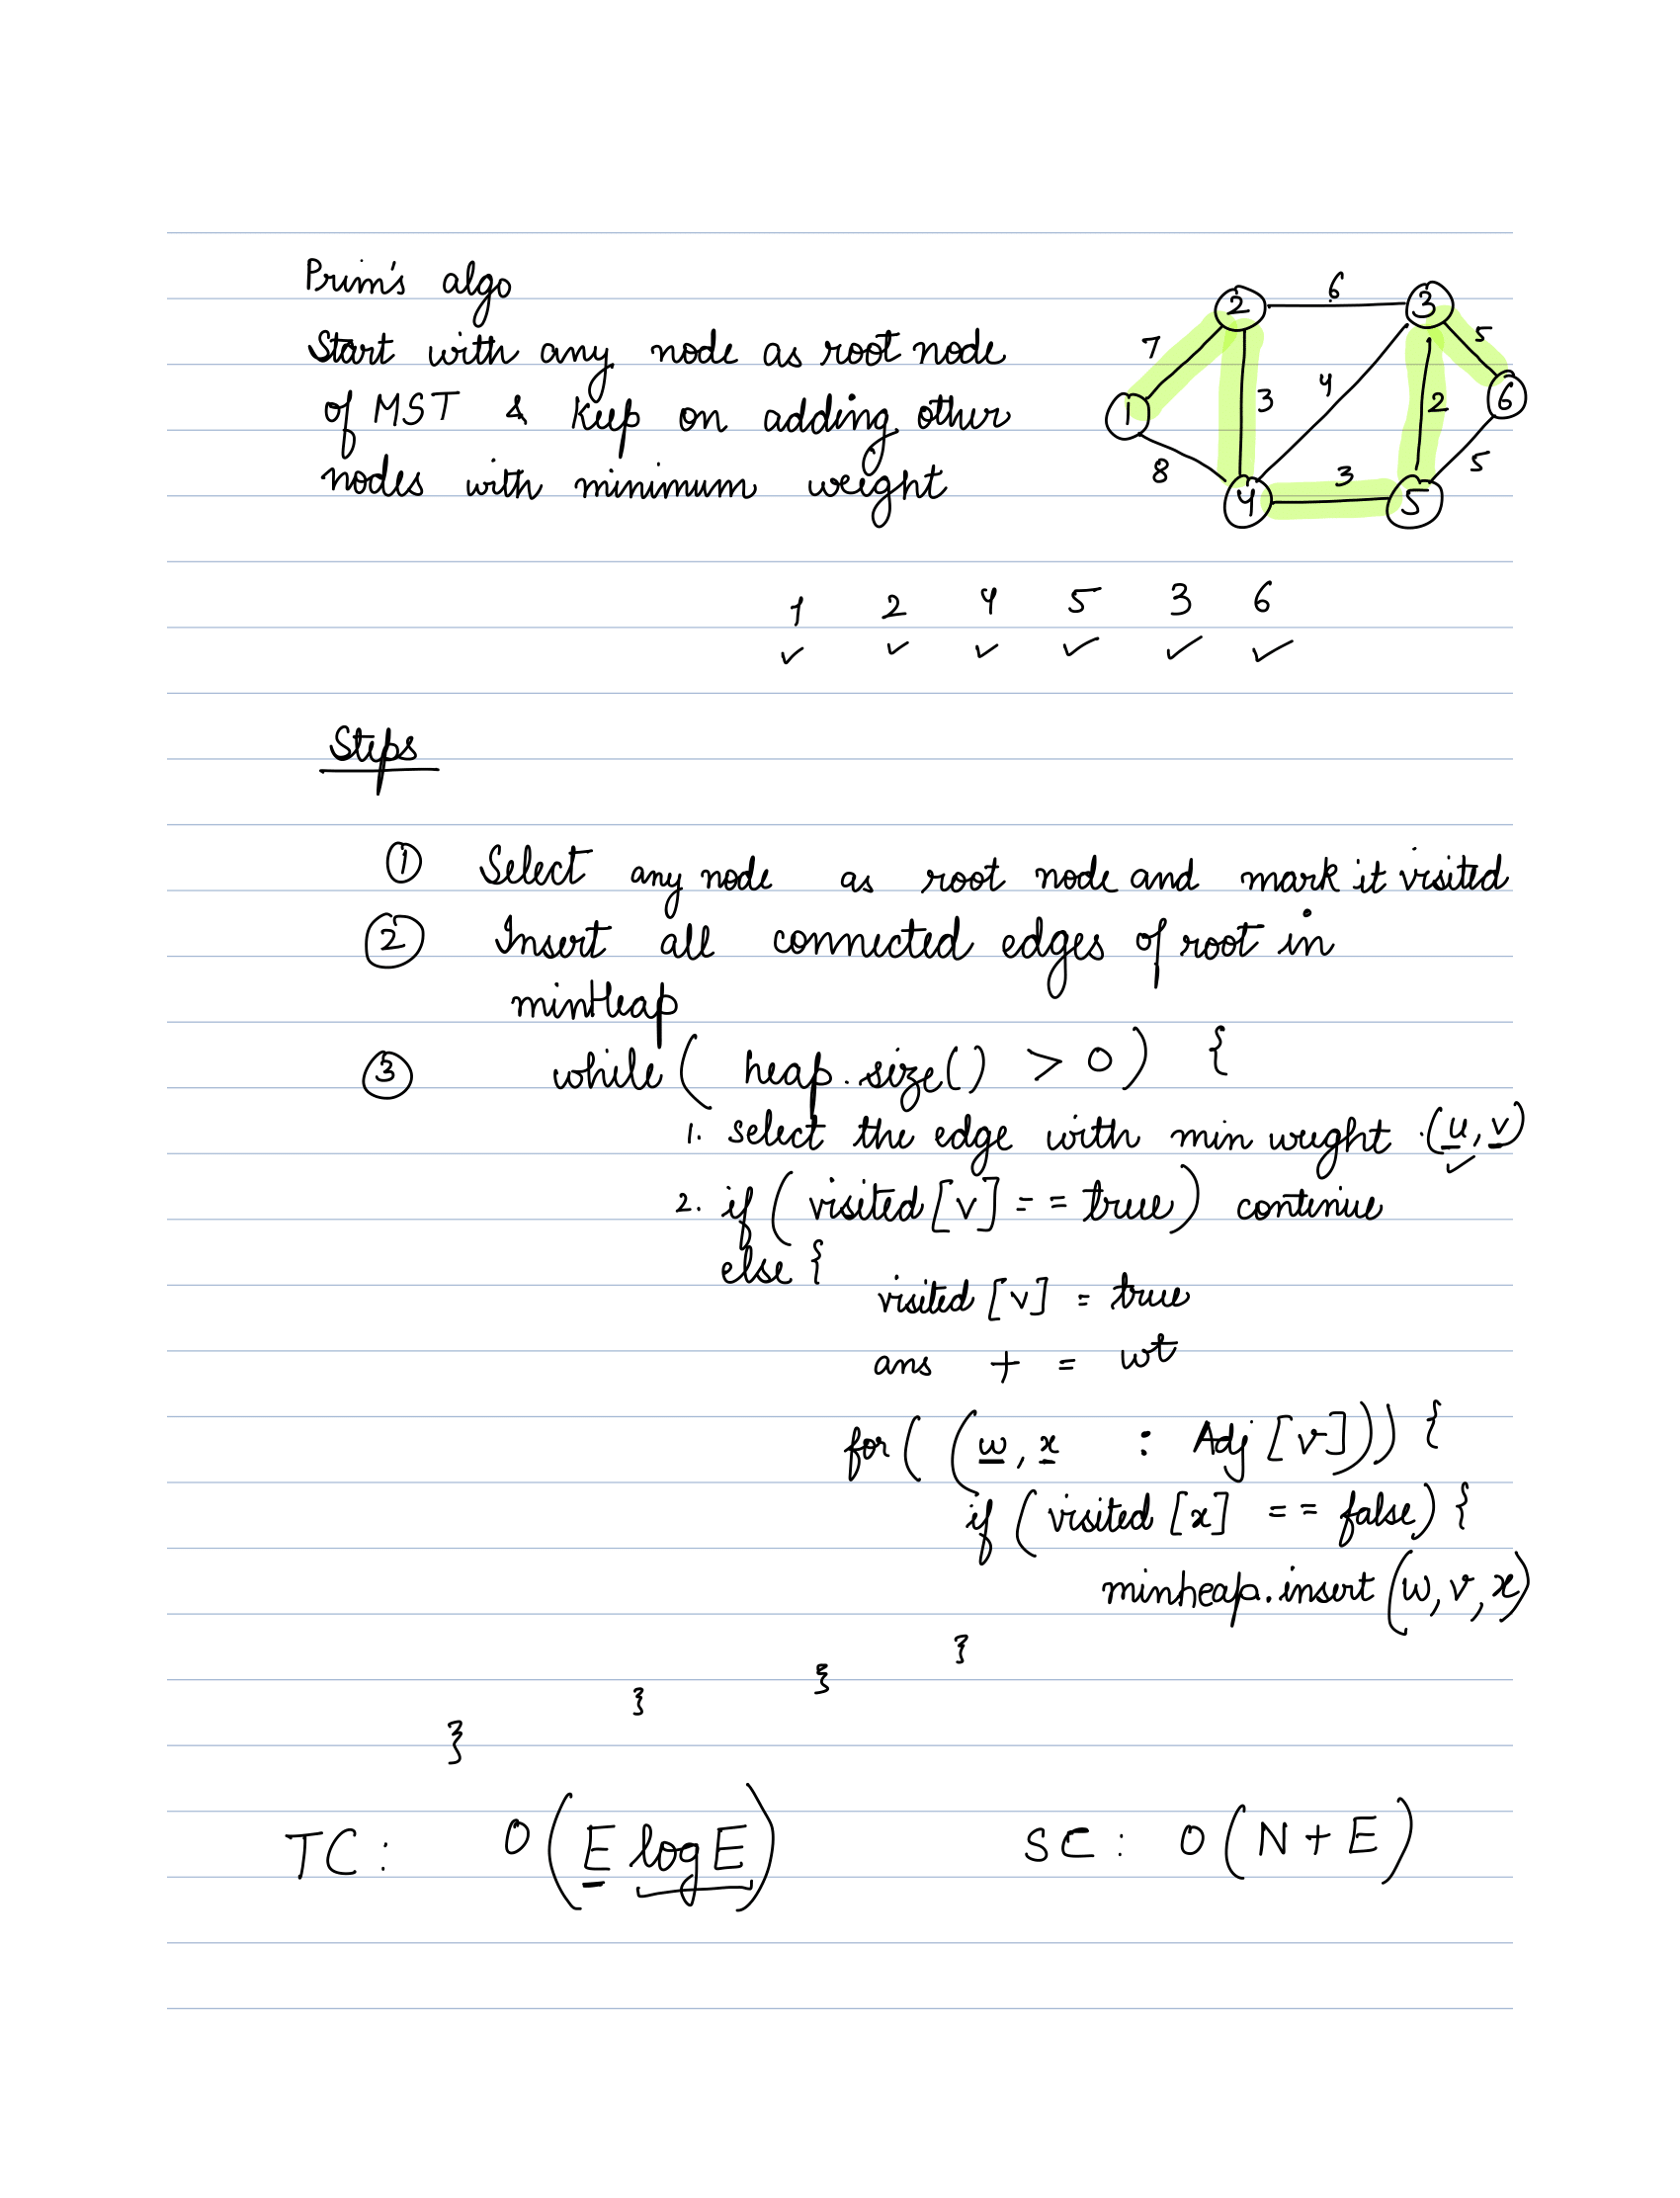 Prim's algo
Start with any node as root node
of MST & keep on adding other
nodes with minimum weight
2 6 3
7 5
1 3 4 2 6
8 3 5
4 5
1 2 4 5 3 6
Steps
1 Select any node as root node and mark it visited
2 Insert all connected edges of root in
minHeap
3 while ( heap.size() > 0 ) {
1. select the edge with min weight .(u,v)
2. if ( visited [v] == true ) continue
else {
visited [v] = true
ans + = wt
for ( (w, x : Adj [v])) {
if ( visited [x] == false ) {
minheap.insert (w, v, x)
}
}
}
}
TC : O ( E log E ) SC : O ( N + E )